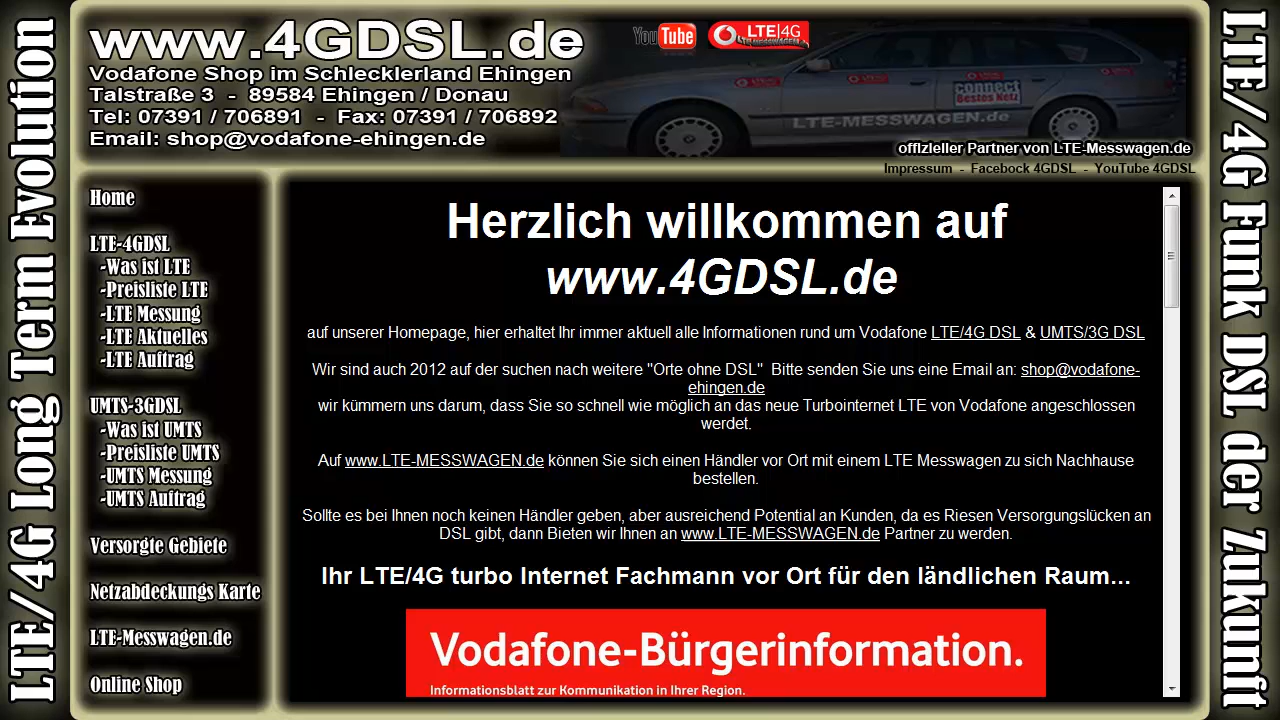 LTE/4G Long Term Evolution
www.4GDSL.de
Vodafone Shop im Schlecklerland Ehingen
Talstraße 3 - 89584 Ehingen / Donau
Tel: 07391 / 706891 - Fax: 07391 / 706892
Email: shop@vodafone-ehingen.de
YouTube
LTE|4G
LTE-MESSWAGEN.de
connect
Bestes Netz
LTE-MESSWAGEN.de
offizieller Partner von LTE-Messwagen.de
Impressum - Facebock 4GDSL - YouTube 4GDSL
Home
LTE-4GDSL
-Was ist LTE
-Preisliste LTE
-LTE Messung
-LTE Aktuelles
-LTE Auftrag
UMTS-3GDSL
-Was ist UMTS
-Preisliste UMTS
-UMTS Messung
-UMTS Auftrag
Versorgte Gebiete
Netzabdeckungs Karte
LTE-Messwagen.de
Online Shop
Herzlich willkommen auf
www.4GDSL.de
auf unserer Homepage, hier erhaltet Ihr immer aktuell alle Informationen rund um Vodafone LTE/4G DSL & UMTS/3G DSL
Wir sind auch 2012 auf der suchen nach weitere "Orte ohne DSL" Bitte senden Sie uns eine Email an: shop@vodafone-
ehingen.de
wir kümmern uns darum, dass Sie so schnell wie möglich an das neue Turbointernet LTE von Vodafone angeschlossen
werdet.
Auf www.LTE-MESSWAGEN.de können Sie sich einen Händler vor Ort mit einem LTE Messwagen zu sich Nachhause
bestellen.
Sollte es bei Ihnen noch keinen Händler geben, aber ausreichend Potential an Kunden, da es Riesen Versorgungslücken an
DSL gibt, dann Bieten wir Ihnen an www.LTE-MESSWAGEN.de Partner zu werden.
Ihr LTE/4G turbo Internet Fachmann vor Ort für den ländlichen Raum...
Vodafone-Bürgerinformation.
Informationsblatt zur Kommunikation in Ihrer Region.
LTE/4G Funk DSL der Zukunft